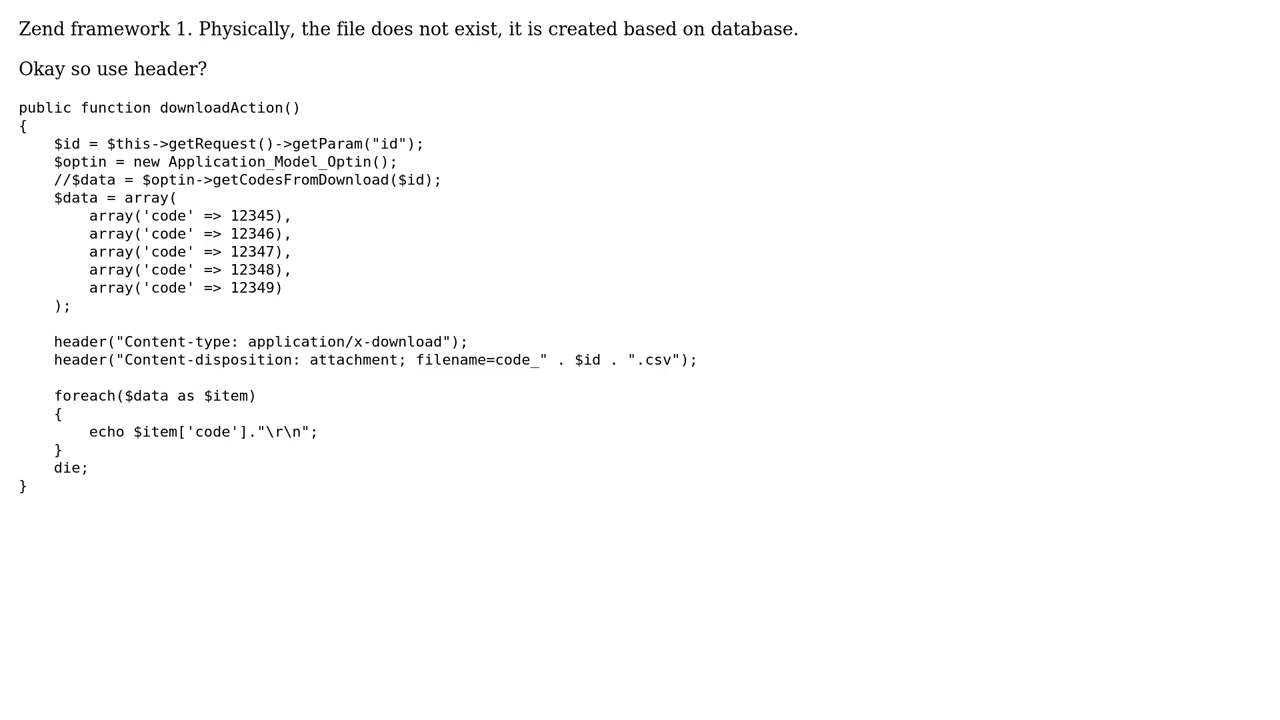 Zend framework 1. Physically, the file does not exist, it is created based on database.
Okay so use header?
public function downloadAction()
{
    $id = $this->getRequest()->getParam("id");
    $optin = new Application_Model_Optin();
    //$data = $optin->getCodesFromDownload($id);
    $data = array(
        array('code' => 12345),
        array('code' => 12346),
        array('code' => 12347),
        array('code' => 12348),
        array('code' => 12349)
    );

    header("Content-type: application/x-download");
    header("Content-disposition: attachment; filename=code_" . $id . ".csv");

    foreach($data as $item)
    {
        echo $item['code']."\r\n";
    }
    die;
}